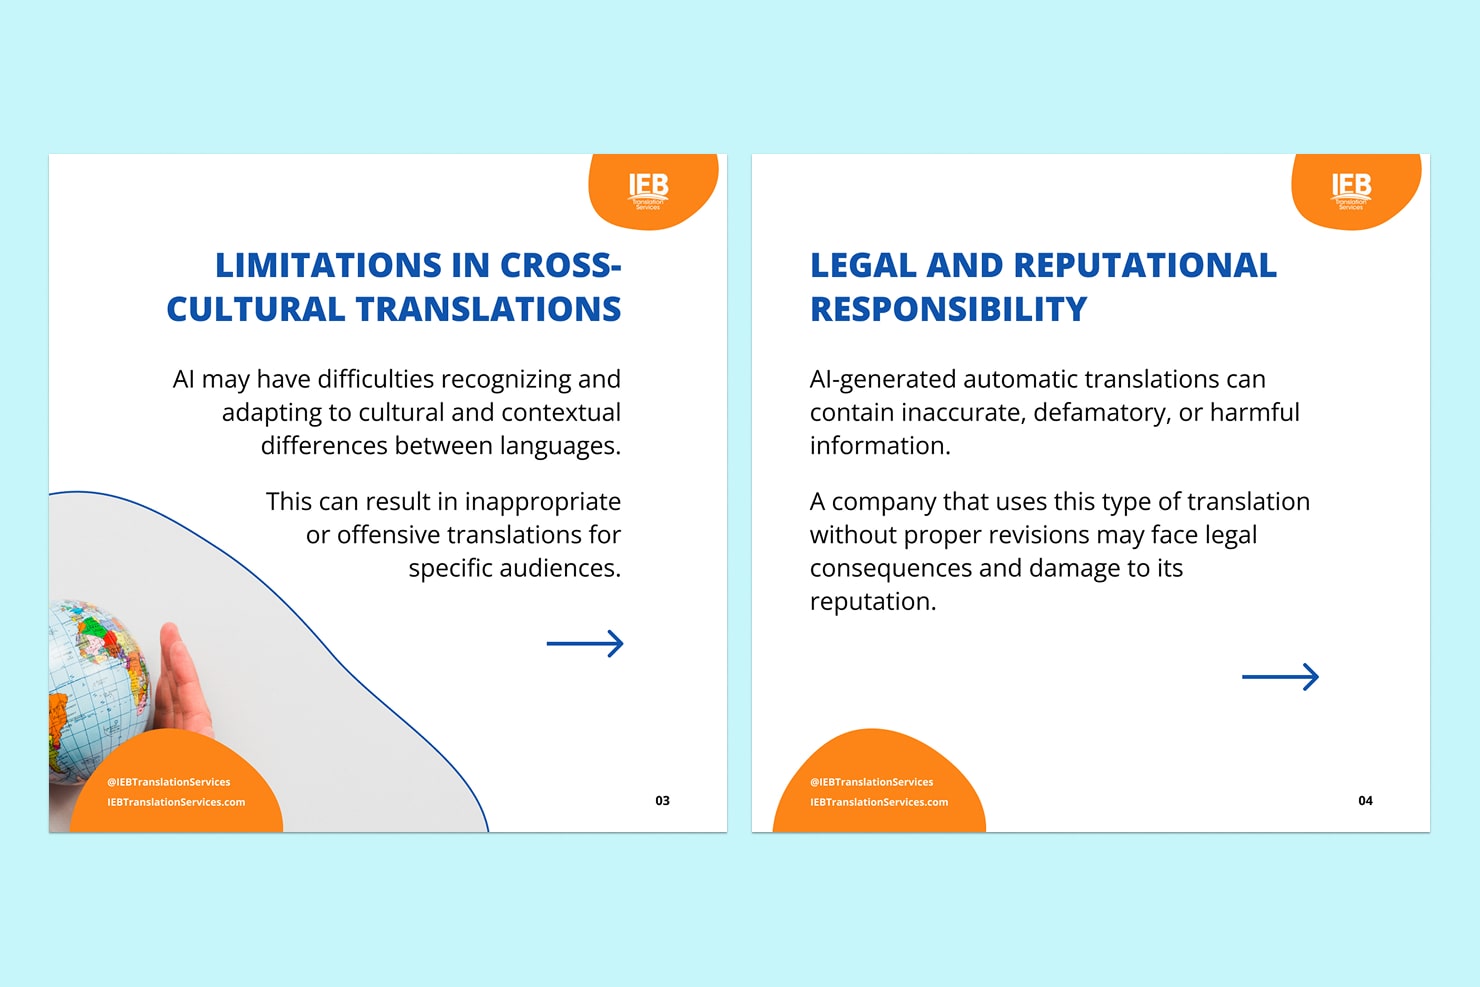 IEB
Translation
Services
LIMITATIONS IN CROSS-
CULTURAL TRANSLATIONS
AI may have difficulties recognizing and
adapting to cultural and contextual
differences between languages.
This can result in inappropriate
or offensive translations for
specific audiences.
@IEBTranslationServices
IEBTranslationServices.com
03
IEB
Translation
Services
LEGAL AND REPUTATIONAL
RESPONSIBILITY
AI-generated automatic translations can
contain inaccurate, defamatory, or harmful
information.
A company that uses this type of translation
without proper revisions may face legal
consequences and damage to its
reputation.
@IEBTranslationServices
IEBTranslationServices.com
04